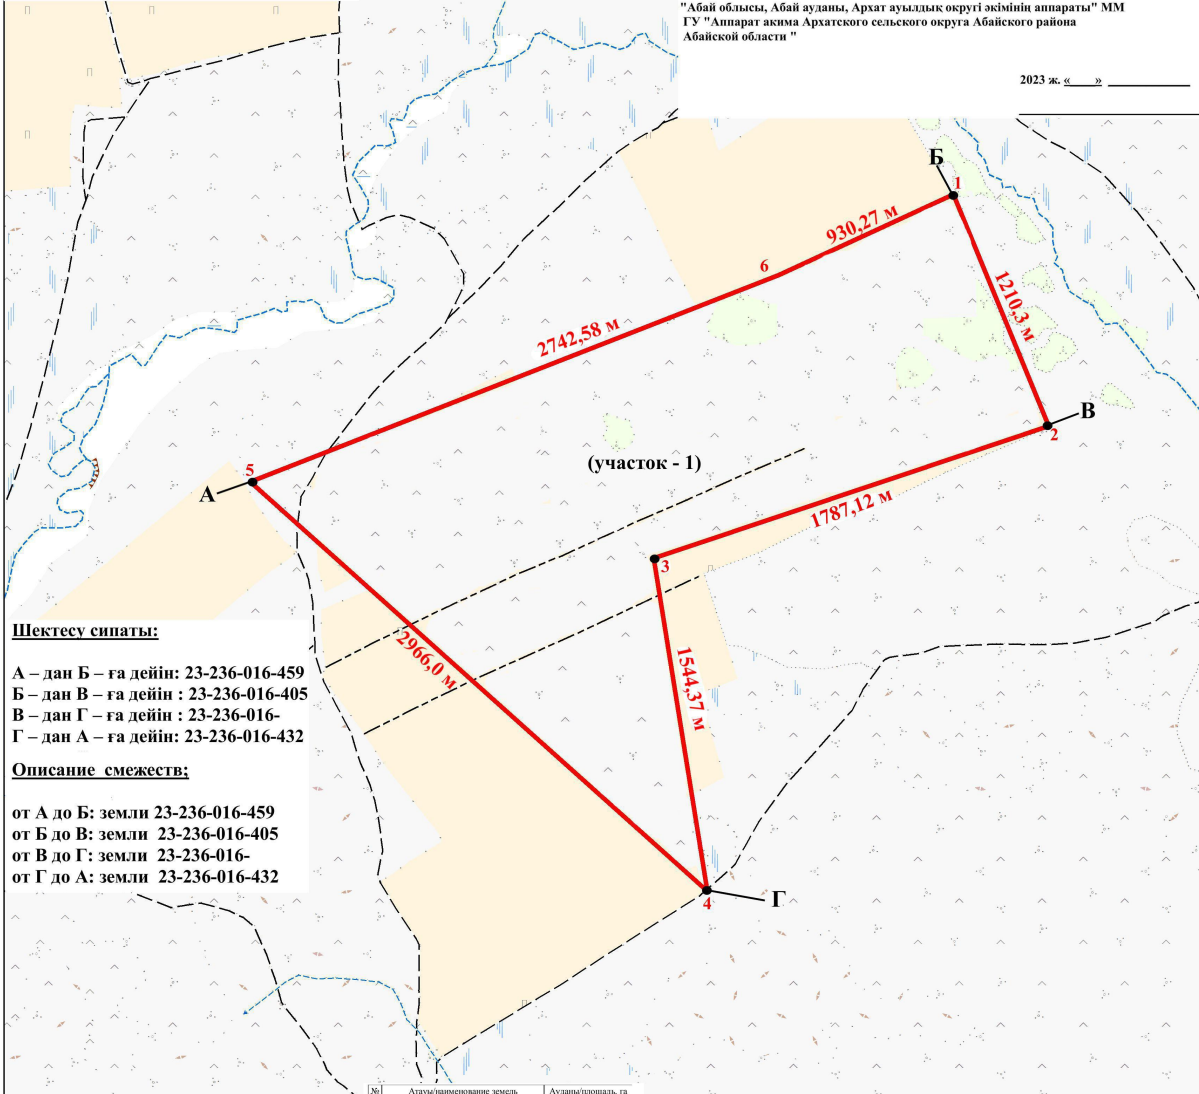 "Абай облысы, Абай ауданы, Архат ауылдық округі әкімінің аппараты" ММ
ГУ "Аппарат акима Архатского сельского округа Абайского района
Абайской области "
2023 ж. «___» ___________
Б
1
930,27 м
6
1210,3 м
2742,58 м
В
2
(участок - 1)
5
А
1787,12 м
3
2966,0 м
1544,37 м
4
Г
Шектесу сипаты:
А – дан Б – ға дейін: 23-236-016-459
Б – дан В – ға дейін : 23-236-016-405
В – дан Г – ға дейін : 23-236-016-
Г – дан А – ға дейін: 23-236-016-432
Описание смежеств;
от А до Б: земли 23-236-016-459
от Б до В: земли 23-236-016-405
от В до Г: земли 23-236-016-
от Г до А: земли 23-236-016-432
№ Атауы/наименование земель Ауданы/площадь, га